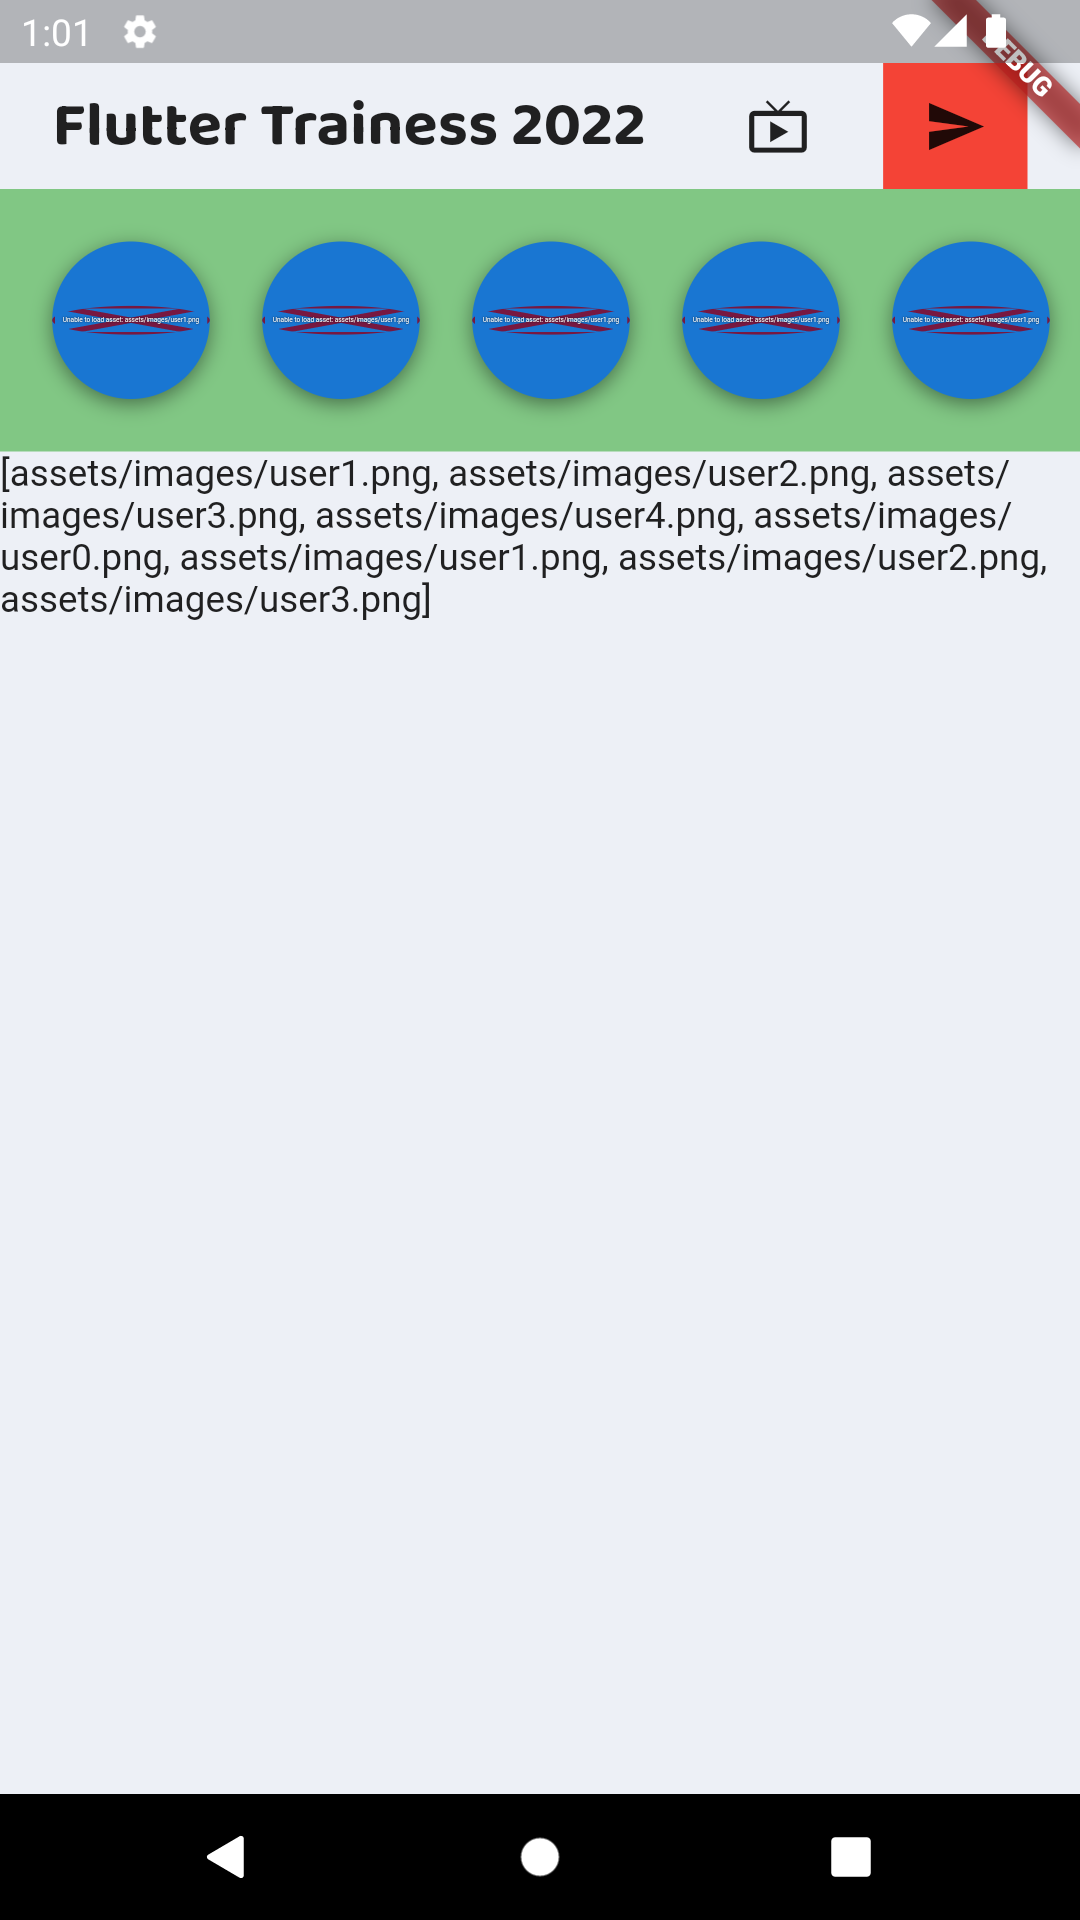 1:01
DEBUG
Flutter Trainess 2022
Unable to load asset: assets/images/user1.png
Unable to load asset: assets/images/user1.png
Unable to load asset: assets/images/user1.png
Unable to load asset: assets/images/user1.png
Unable to load asset: assets/images/user1.png
[assets/images/user1.png, assets/images/user2.png, assets/
images/user3.png, assets/images/user4.png, assets/images/
user0.png, assets/images/user1.png, assets/images/user2.png,
assets/images/user3.png]